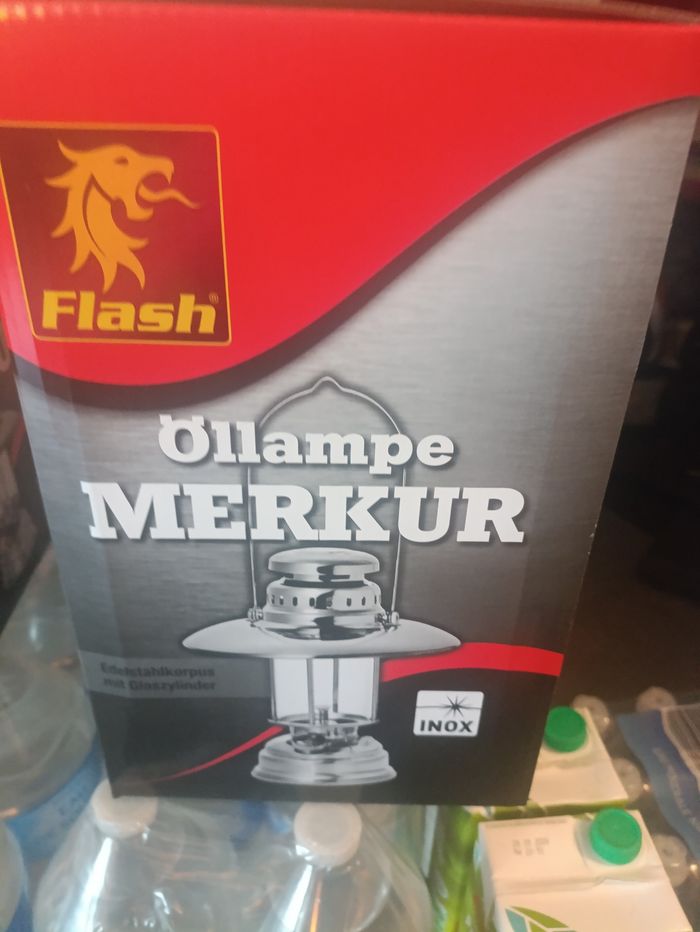 Flash®
Öllampe
MERKUR
Edelstahlkorpus
mit Glaszylinder
INOX